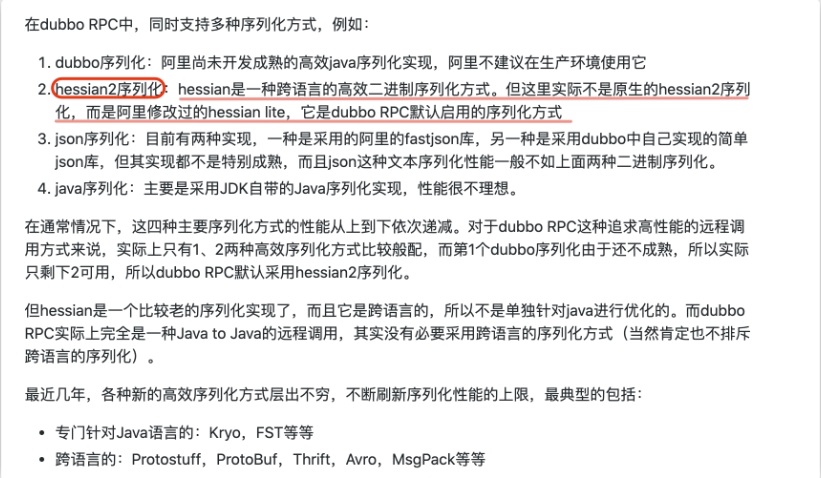 在dubbo RPC中，同时支持多种序列化方式，例如：
1. dubbo序列化：阿里尚未开发成熟的高效java序列化实现，阿里不建议在生产环境使用它
2. hessian2序列化：hessian是一种跨语言的高效二进制序列化方式。但这里实际不是原生的hessian2序列
化，而是阿里修改过的hessian lite，它是dubbo RPC默认启用的序列化方式
3. json序列化：目前有两种实现，一种是采用的阿里的fastjson库，另一种是采用dubbo中自己实现的简单
json库，但其实现都不是特别成熟，而且json这种文本序列化性能一般不如上面两种二进制序列化。
4. java序列化：主要是采用JDK自带的Java序列化实现，性能很不理想。
在通常情况下，这四种主要序列化方式的性能从上到下依次递减。对于dubbo RPC这种追求高性能的远程调
用方式来说，实际上只有1、2两种高效序列化方式比较般配，而第1个dubbo序列化由于还不成熟，所以实际
只剩下2可用，所以dubbo RPC默认采用hessian2序列化。
但hessian是一个比较老的序列化实现了，而且它是跨语言的，所以不是单独针对java进行优化的。而dubbo
RPC实际上完全是一种Java to Java的远程调用，其实没有必要采用跨语言的序列化方式（当然肯定也不排斥
跨语言的序列化）。
最近几年，各种新的高效序列化方式层出不穷，不断刷新序列化性能的上限，最典型的包括：
• 专门针对Java语言的：Kryo，FST等等
• 跨语言的：Protostuff，ProtoBuf，Thrift，Avro，MsgPack等等